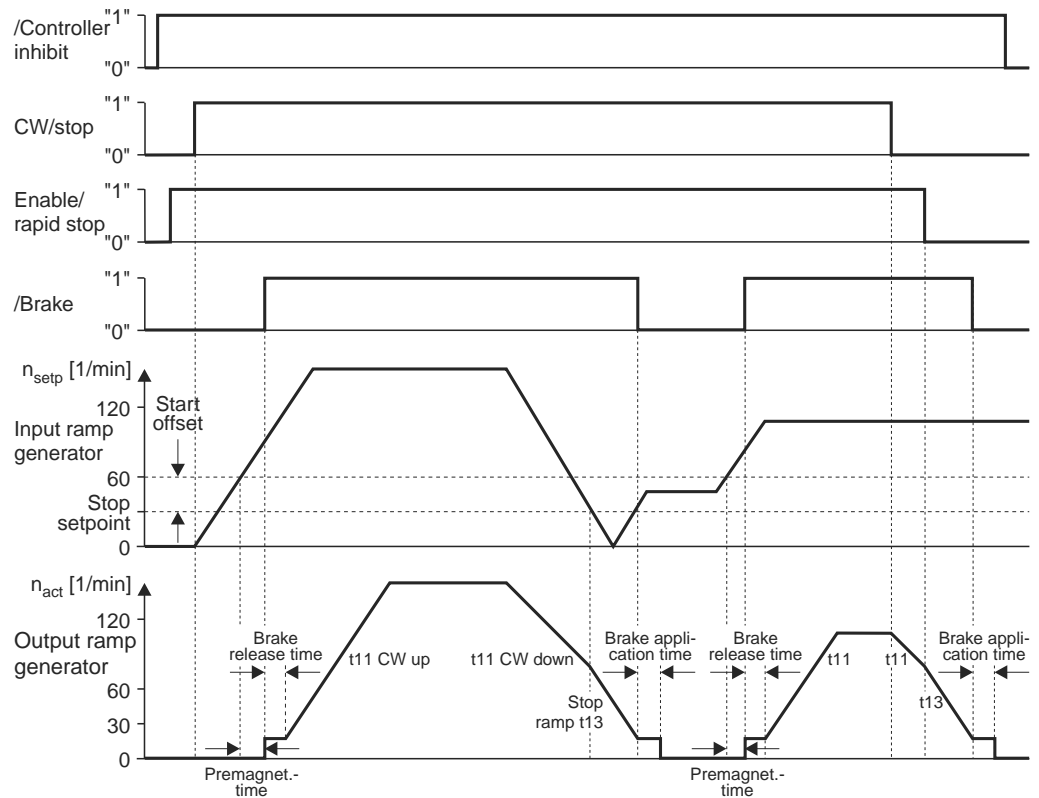 /Controller inhibit
"1"
"0"
CW/stop
"1"
"0"
Enable/
rapid stop
"1"
"0"
/Brake
"1"
"0"
nsetp [1/min]
120
Start
offset
Input ramp
generator
60
Stop
setpoint
0
nact [1/min]
120
Output ramp
generator
60
30
0
Brake
release time
t11 CW up
t11 CW down
Stop
ramp t13
Brake appli-
cation time
Brake
release time
t11
t11
t13
Brake appli-
cation time
Premagnet.-
time
Premagnet.-
time